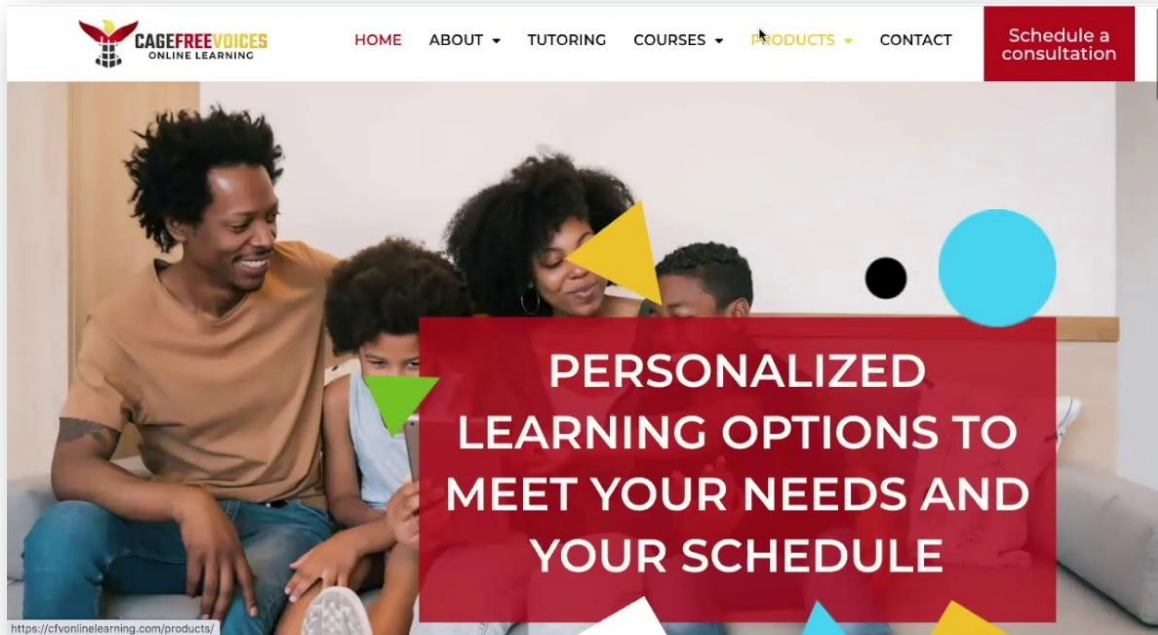 CAGEFREEVOICES
ONLINE LEARNING
HOME ABOUT TUTORING COURSES PRODUCTS CONTACT
Schedule a
consultation
PERSONALIZED
LEARNING OPTIONS TO
MEET YOUR NEEDS AND
YOUR SCHEDULE
https://cfvonlinelearning.com/products/